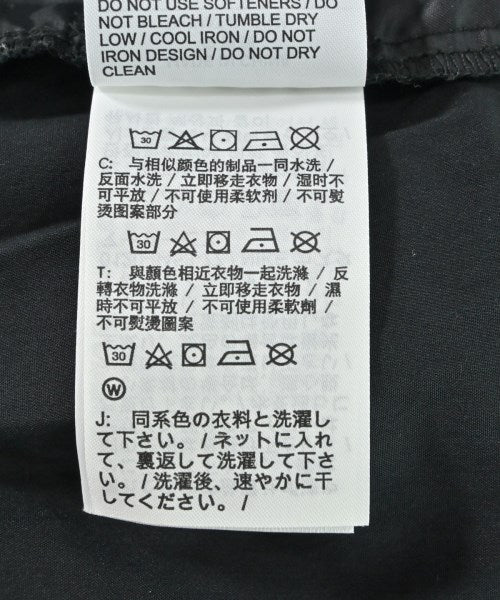 DO NOT USE SOFTENERS / DO
NOT BLEACH / TUMBLE DRY
LOW / COOL IRON / DO NOT
IRON DESIGN / DO NOT DRY
CLEAN
30
C: 与相似颜色的制品一同水洗 /
反面水洗 / 立即移走衣物 / 湿时不
可平放 / 不可使用柔软剂 / 不可熨
烫图案部分
30
T: 與顏色相近衣物一起洗滌 / 反
轉衣物洗滌 / 立即移走衣物 / 濕
時不可平放 / 不可使用柔軟劑 /
不可熨燙圖案
30
W
J: 同系色の衣料と洗濯し
て下さい。/ ネットに入れ
て、裏返して洗濯して下さ
い。/ 洗濯後、速やかに干
してください。/